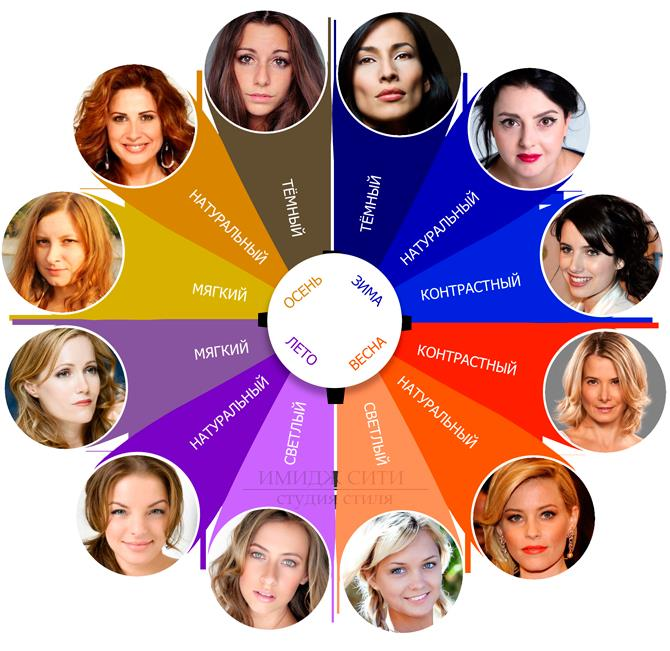 ТЁМНЫЙ
ТЁМНЫЙ
НАТУРАЛЬНЫЙ
НАТУРАЛЬНЫЙ
МЯГКИЙ
КОНТРАСТНЫЙ
ОСЕНЬ
ЗИМА
ЛЕТО
ВЕСНА
МЯГКИЙ
КОНТРАСТНЫЙ
НАТУРАЛЬНЫЙ
НАТУРАЛЬНЫЙ
СВЕТЛЫЙ
СВЕТЛЫЙ
ИМИДЖ СИТИ
СТУДИЯ СТИЛЯ